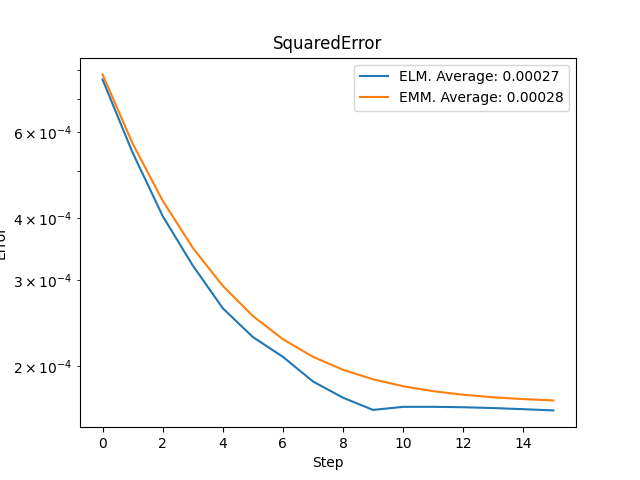 SquaredError
ELM. Average: 0.00027
EMM. Average: 0.00028
6 × 10⁻⁴
4 × 10⁻⁴
3 × 10⁻⁴
2 × 10⁻⁴
Error
0 2 4 6 8 10 12 14
Step